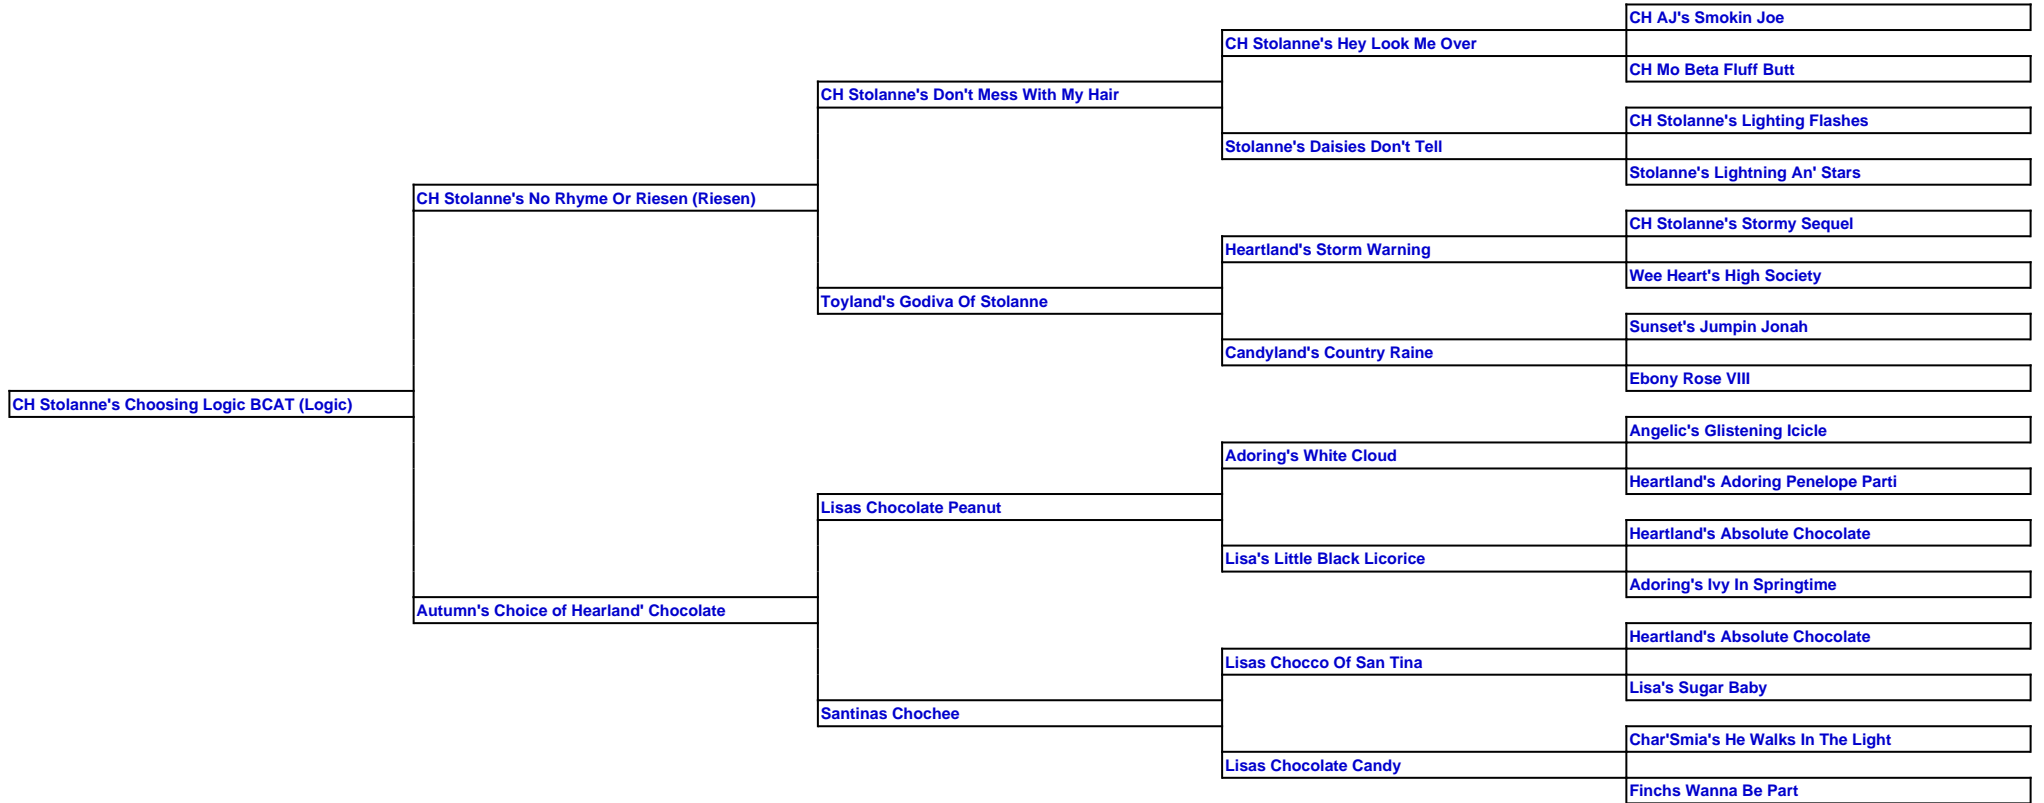 CH AJ's Smokin Joe
CH Stolanne's Hey Look Me Over
CH Mo Beta Fluff Butt
CH Stolanne's Don't Mess With My Hair
CH Stolanne's Lighting Flashes
Stolanne's Daisies Don't Tell
Stolanne's Lightning An' Stars
CH Stolanne's No Rhyme Or Riesen (Riesen)
CH Stolanne's Stormy Sequel
Heartland's Storm Warning
Wee Heart's High Society
Toyland's Godiva Of Stolanne
Sunset's Jumpin Jonah
Candyland's Country Raine
Ebony Rose VIII
CH Stolanne's Choosing Logic BCAT (Logic)
Angelic's Glistening Icicle
Adoring's White Cloud
Heartland's Adoring Penelope Parti
Lisas Chocolate Peanut
Heartland's Absolute Chocolate
Lisa's Little Black Licorice
Adoring's Ivy In Springtime
Autumn's Choice of Hearland' Chocolate
Heartland's Absolute Chocolate
Lisas Chocco Of San Tina
Lisa's Sugar Baby
Santinas Chochee
Char'Smia's He Walks In The Light
Lisas Chocolate Candy
Finchs Wanna Be Part